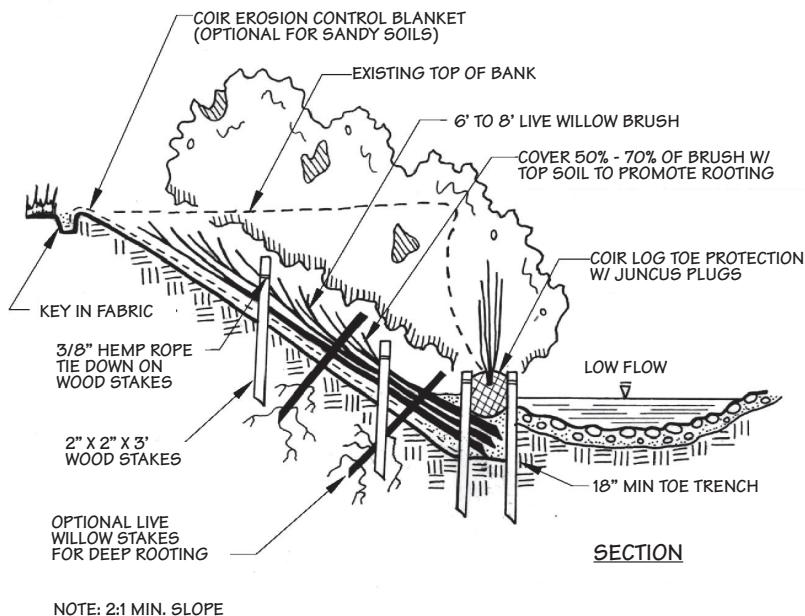 COIR EROSION CONTROL BLANKET
(OPTIONAL FOR SANDY SOILS)
EXISTING TOP OF BANK
6' TO 8' LIVE WILLOW BRUSH
COVER 50% - 70% OF BRUSH W/
TOP SOIL TO PROMOTE ROOTING
COIR LOG TOE PROTECTION
W/ JUNCUS PLUGS
KEY IN FABRIC
3/8" HEMP ROPE
TIE DOWN ON
WOOD STAKES
LOW FLOW
2" X 2" X 3'
WOOD STAKES
18" MIN TOE TRENCH
OPTIONAL LIVE
WILLOW STAKES
FOR DEEP ROOTING
SECTION
NOTE: 2:1 MIN. SLOPE